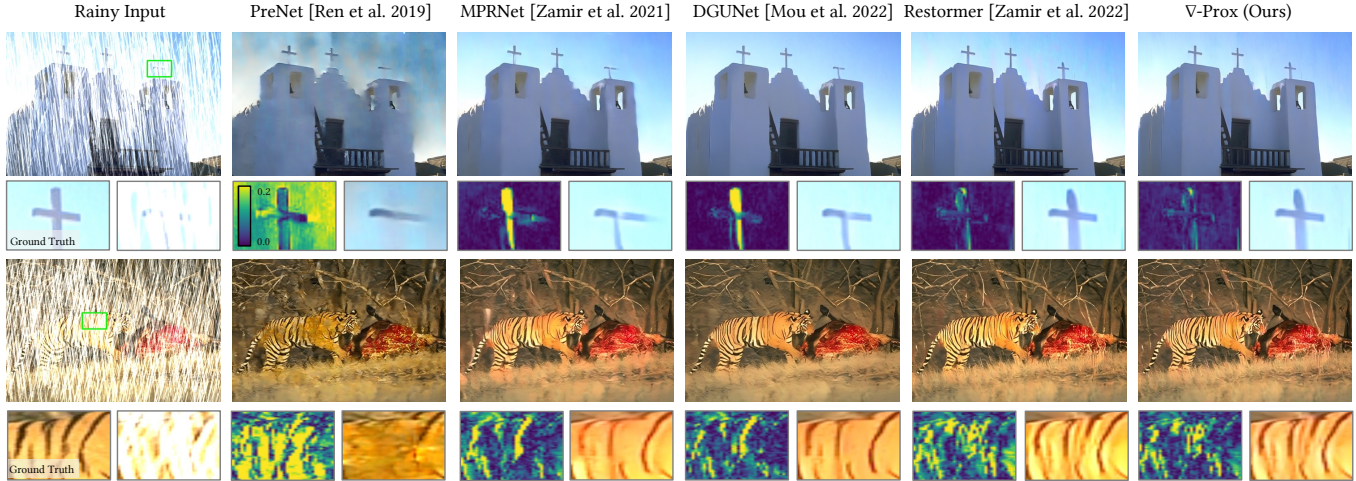 Rainy Input PreNet [Ren et al. 2019] MPRNet [Zamir et al. 2021] DGUNet [Mou et al. 2022] Restormer [Zamir et al. 2022] ∇-Prox (Ours)
Ground Truth
0.2
0.0
Ground Truth